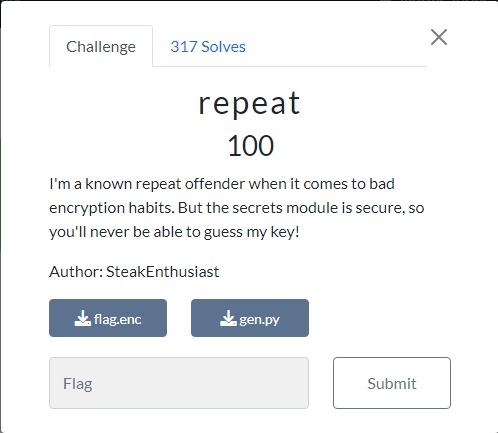 Challenge
317 Solves
repeat
100
I'm a known repeat offender when it comes to bad
encryption habits. But the secrets module is secure, so
you'll never be able to guess my key!
Author: SteakEnthusiast
flag.enc
gen.py
Flag
Submit